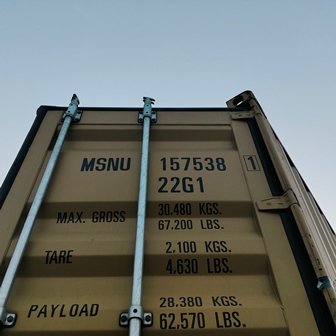 MSNU 157538 1
22G1
MAX. GROSS 30.480 KGS.
67.200 LBS.
TARE 2.100 KGS.
4,630 LBS.
PAYLOAD 28.380 KGS.
62,570 LBS.